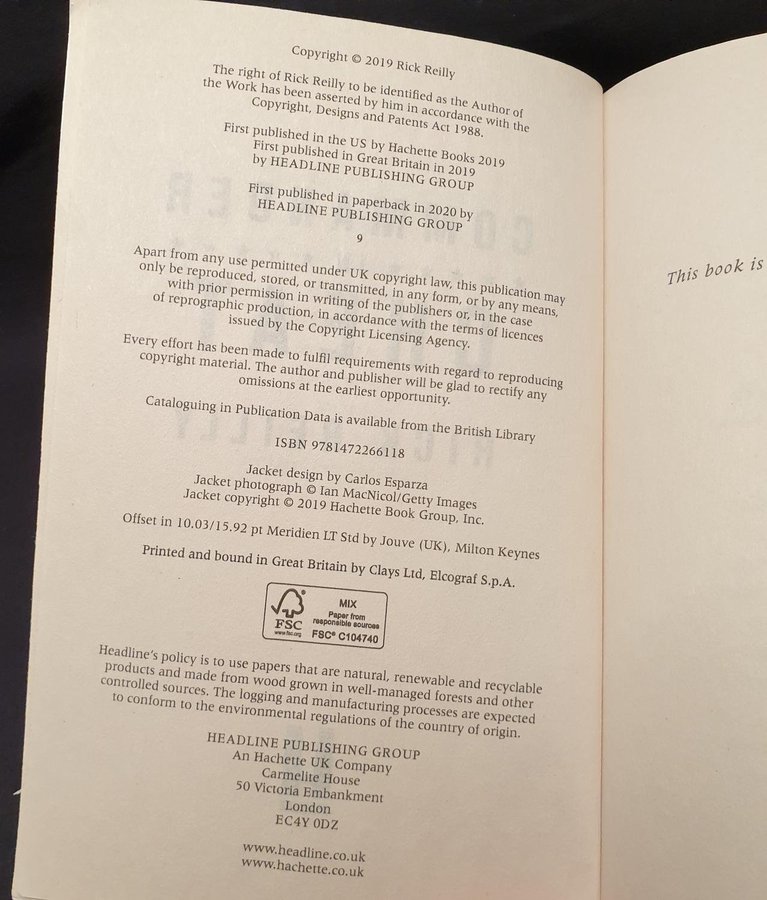 Copyright © 2019 Rick Reilly
The right of Rick Reilly to be identified as the Author of
the Work has been asserted by him in accordance with the
Copyright, Designs and Patents Act 1988.
First published in the US by Hachette Books 2019
First published in Great Britain in 2019
by HEADLINE PUBLISHING GROUP
First published in paperback in 2020 by
HEADLINE PUBLISHING GROUP
9
Apart from any use permitted under UK copyright law, this publication may
only be reproduced, stored, or transmitted, in any form, or by any means,
with prior permission in writing of the publishers or, in the case
of reprographic production, in accordance with the terms of licences
issued by the Copyright Licensing Agency.
Every effort has been made to fulfil requirements with regard to reproducing
copyright material. The author and publisher will be glad to rectify any
omissions at the earliest opportunity.
Cataloguing in Publication Data is available from the British Library
ISBN 9781472266118
Jacket design by Carlos Esparza
Jacket photograph © Ian MacNicol/Getty Images
Jacket copyright © 2019 Hachette Book Group, Inc.
Offset in 10.03/15.92 pt Meridien LT Std by Jouve (UK), Milton Keynes
Printed and bound in Great Britain by Clays Ltd, Elcograf S.p.A.
FSC
www.fsc.org
MIX
Paper from
responsible sources
FSC® C104740
Headline's policy is to use papers that are natural, renewable and recyclable
products and made from wood grown in well-managed forests and other
controlled sources. The logging and manufacturing processes are expected
to conform to the environmental regulations of the country of origin.
HEADLINE PUBLISHING GROUP
An Hachette UK Company
Carmelite House
50 Victoria Embankment
London
EC4Y 0DZ
www.headline.co.uk
www.hachette.co.uk
This book is